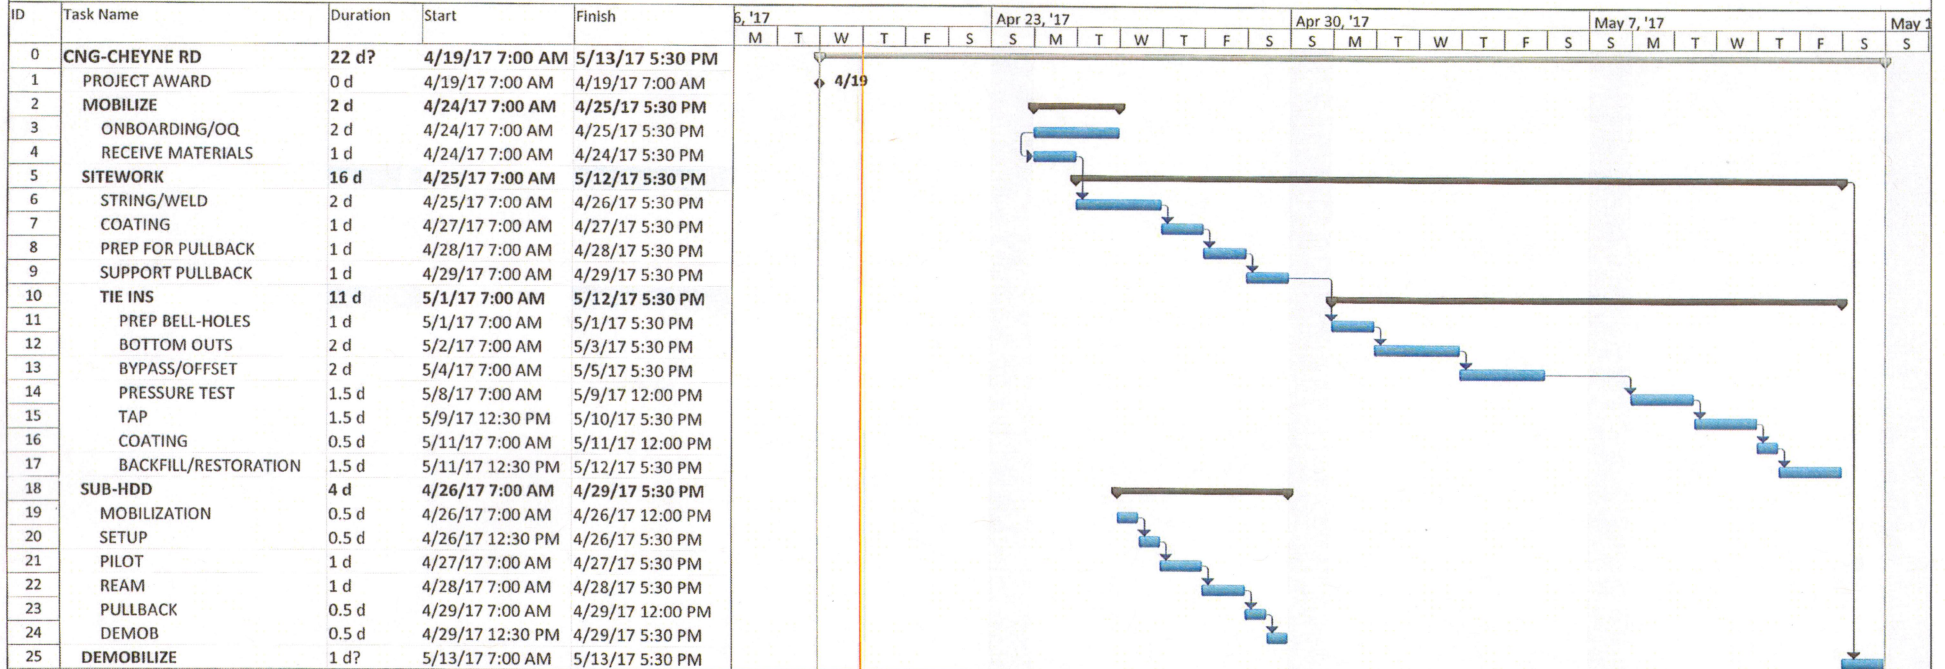 ID Task Name Duration Start Finish 6, '17 Apr 23, '17 Apr 30, '17 May 7, '17 May 1
M T W T F S S M T W T F S S M T W T F S S M T W T F S S
0 CNG-CHEYNE RD 22 d? 4/19/17 7:00 AM 5/13/17 5:30 PM
1 PROJECT AWARD 0 d 4/19/17 7:00 AM 4/19/17 7:00 AM 4/19
2 MOBILIZE 2 d 4/24/17 7:00 AM 4/25/17 5:30 PM
3 ONBOARDING/OQ 2 d 4/24/17 7:00 AM 4/25/17 5:30 PM
4 RECEIVE MATERIALS 1 d 4/24/17 7:00 AM 4/24/17 5:30 PM
5 SITEWORK 16 d 4/25/17 7:00 AM 5/12/17 5:30 PM
6 STRING/WELD 2 d 4/25/17 7:00 AM 4/26/17 5:30 PM
7 COATING 1 d 4/27/17 7:00 AM 4/27/17 5:30 PM
8 PREP FOR PULLBACK 1 d 4/28/17 7:00 AM 4/28/17 5:30 PM
9 SUPPORT PULLBACK 1 d 4/29/17 7:00 AM 4/29/17 5:30 PM
10 TIE INS 11 d 5/1/17 7:00 AM 5/12/17 5:30 PM
11 PREP BELL-HOLES 1 d 5/1/17 7:00 AM 5/1/17 5:30 PM
12 BOTTOM OUTS 2 d 5/2/17 7:00 AM 5/3/17 5:30 PM
13 BYPASS/OFFSET 2 d 5/4/17 7:00 AM 5/5/17 5:30 PM
14 PRESSURE TEST 1.5 d 5/8/17 7:00 AM 5/9/17 12:00 PM
15 TAP 1.5 d 5/9/17 12:30 PM 5/10/17 5:30 PM
16 COATING 0.5 d 5/11/17 7:00 AM 5/11/17 12:00 PM
17 BACKFILL/RESTORATION 1.5 d 5/11/17 12:30 PM 5/12/17 5:30 PM
18 SUB-HDD 4 d 4/26/17 7:00 AM 4/29/17 5:30 PM
19 MOBILIZATION 0.5 d 4/26/17 7:00 AM 4/26/17 12:00 PM
20 SETUP 0.5 d 4/26/17 12:30 PM 4/26/17 5:30 PM
21 PILOT 1 d 4/27/17 7:00 AM 4/27/17 5:30 PM
22 REAM 1 d 4/28/17 7:00 AM 4/28/17 5:30 PM
23 PULLBACK 0.5 d 4/29/17 7:00 AM 4/29/17 12:00 PM
24 DEMOB 0.5 d 4/29/17 12:30 PM 4/29/17 5:30 PM
25 DEMOBILIZE 1 d? 5/13/17 7:00 AM 5/13/17 5:30 PM